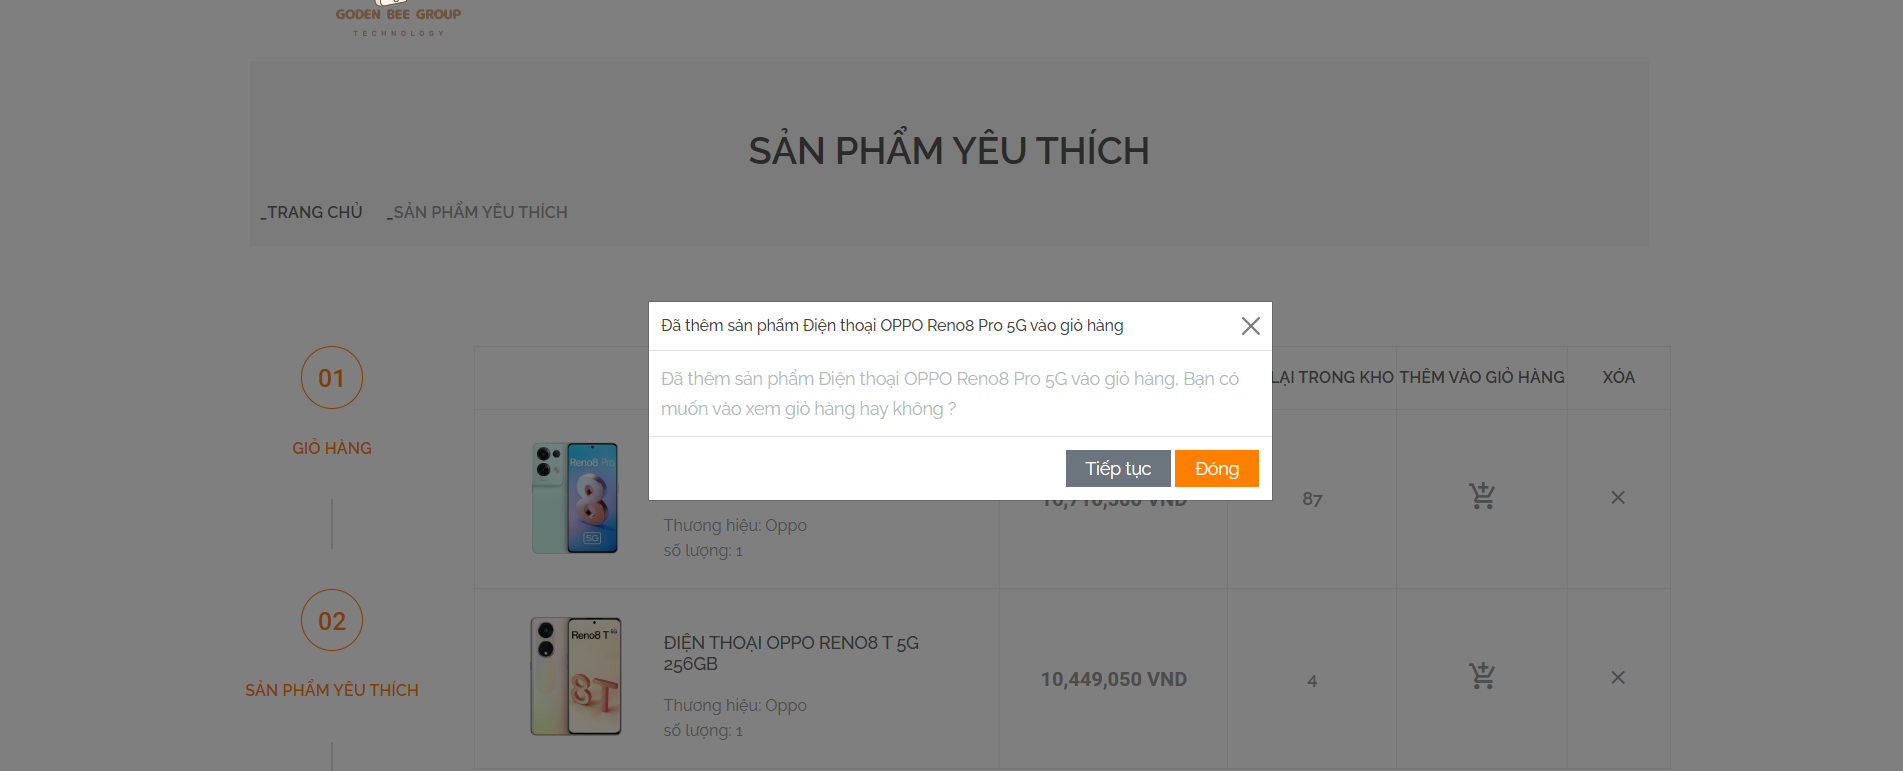 GODEN BEE GROUP
TECHNOLOGY
SẢN PHẨM YÊU THÍCH
_TRANG CHỦ _SẢN PHẨM YÊU THÍCH
Đã thêm sản phẩm Điện thoại OPPO Reno8 Pro 5G vào giỏ hàng
Đã thêm sản phẩm Điện thoại OPPO Reno8 Pro 5G vào giỏ hàng, Bạn có
muốn vào xem giỏ hàng hay không ?
Tiếp tục Đóng
01
GIỎ HÀNG
02
SẢN PHẨM YÊU THÍCH
LẠI TRONG KHO THÊM VÀO GIỎ HÀNG XÓA
Reno8 Pro
8
5G
Thương hiệu: Oppo
số lượng: 1
VND
87
Reno8 T 5G
8T
ĐIỆN THOẠI OPPO RENO8 T 5G
256GB
Thương hiệu: Oppo
số lượng: 1
10,449,050 VND
4